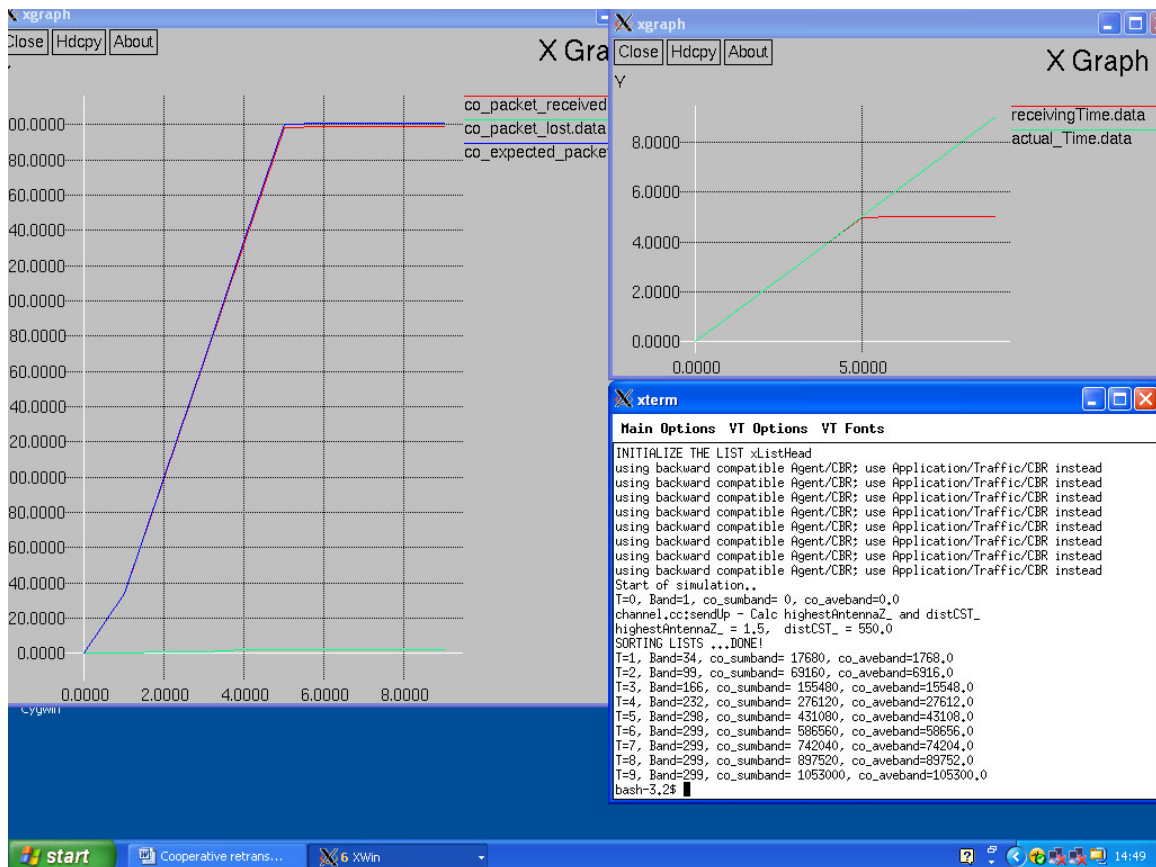 xgraph
Close Hdcpy About
X Gra
co_packet_received
co_packet_lost.data
co_expected_packet
00.0000
80.0000
60.0000
40.0000
20.0000
00.0000
80.0000
60.0000
40.0000
20.0000
00.0000
80.0000
60.0000
40.0000
20.0000
0.0000
0.0000 2.0000 4.0000 6.0000 8.0000
Cygwin
xgraph
Close Hdcpy About
X Graph
Y
receivingTime.data
actual_Time.data
8.0000
6.0000
4.0000
2.0000
0.0000
0.0000 5.0000
xterm
Main Options VT Options VT Fonts
INITIALIZE THE LIST xListHead
using backward compatible Agent/CBR; use Application/Traffic/CBR instead
using backward compatible Agent/CBR; use Application/Traffic/CBR instead
using backward compatible Agent/CBR; use Application/Traffic/CBR instead
using backward compatible Agent/CBR; use Application/Traffic/CBR instead
using backward compatible Agent/CBR; use Application/Traffic/CBR instead
using backward compatible Agent/CBR; use Application/Traffic/CBR instead
using backward compatible Agent/CBR; use Application/Traffic/CBR instead
using backward compatible Agent/CBR; use Application/Traffic/CBR instead
Start of simulation..
T=0, Band=1, co_sumband= 0, co_aveband=0.0
channel.cc:sendUp - Calc highestAntennaZ_ and distCST_
highestAntennaZ_ = 1.5, distCST_ = 550.0
SORTING LISTS ...DONE!
T=1, Band=34, co_sumband= 17680, co_aveband=1768.0
T=2, Band=99, co_sumband= 69160, co_aveband=6916.0
T=3, Band=166, co_sumband= 155480, co_aveband=15548.0
T=4, Band=232, co_sumband= 276120, co_aveband=27612.0
T=5, Band=298, co_sumband= 431080, co_aveband=43108.0
T=6, Band=299, co_sumband= 586560, co_aveband=58656.0
T=7, Band=299, co_sumband= 742040, co_aveband=74204.0
T=8, Band=299, co_sumband= 897520, co_aveband=89752.0
T=9, Band=299, co_sumband= 1053000, co_aveband=105300.0
bash-3.2$
start Cooperative retrans... 6 XWin 14:49